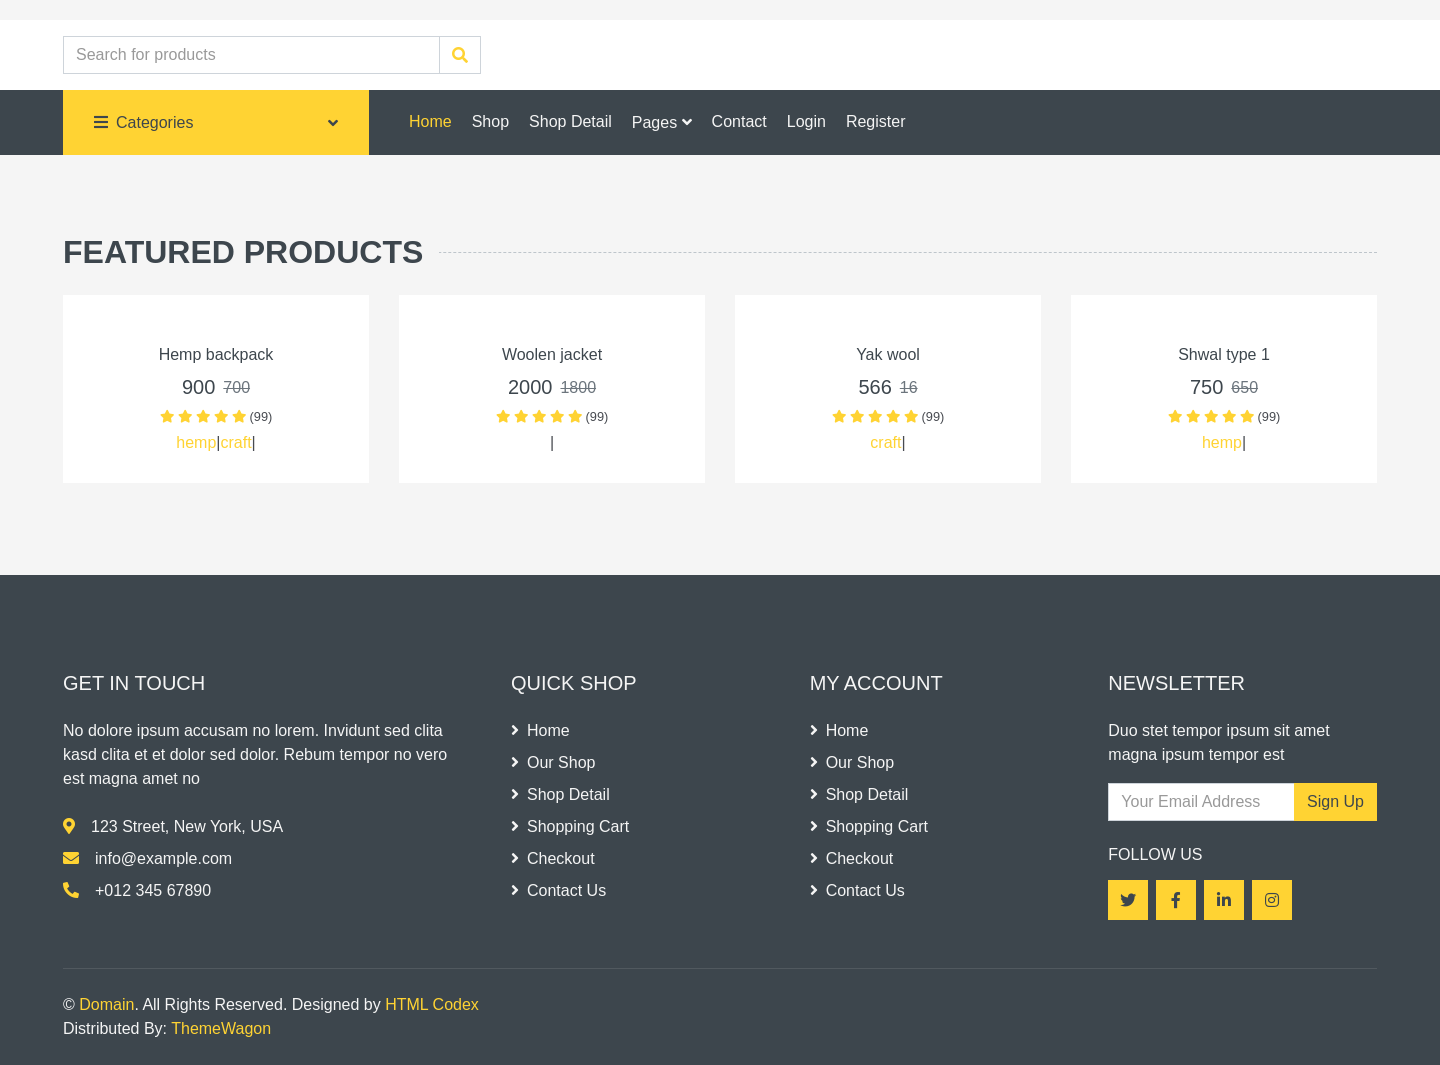 Search for products
Categories
Home Shop Shop Detail Pages Contact Login Register
FEATURED PRODUCTS
Hemp backpack
900 700
(99)
hemp|craft|
Woolen jacket
2000 1800
(99)
|
Yak wool
566 16
(99)
craft|
Shwal type 1
750 650
(99)
hemp|
GET IN TOUCH
No dolore ipsum accusam no lorem. Invidunt sed clita
kasd clita et et dolor sed dolor. Rebum tempor no vero
est magna amet no
123 Street, New York, USA
info@example.com
+012 345 67890
QUICK SHOP
Home
Our Shop
Shop Detail
Shopping Cart
Checkout
Contact Us
MY ACCOUNT
Home
Our Shop
Shop Detail
Shopping Cart
Checkout
Contact Us
NEWSLETTER
Duo stet tempor ipsum sit amet
magna ipsum tempor est
Your Email Address Sign Up
FOLLOW US
© Domain. All Rights Reserved. Designed by HTML Codex
Distributed By: ThemeWagon